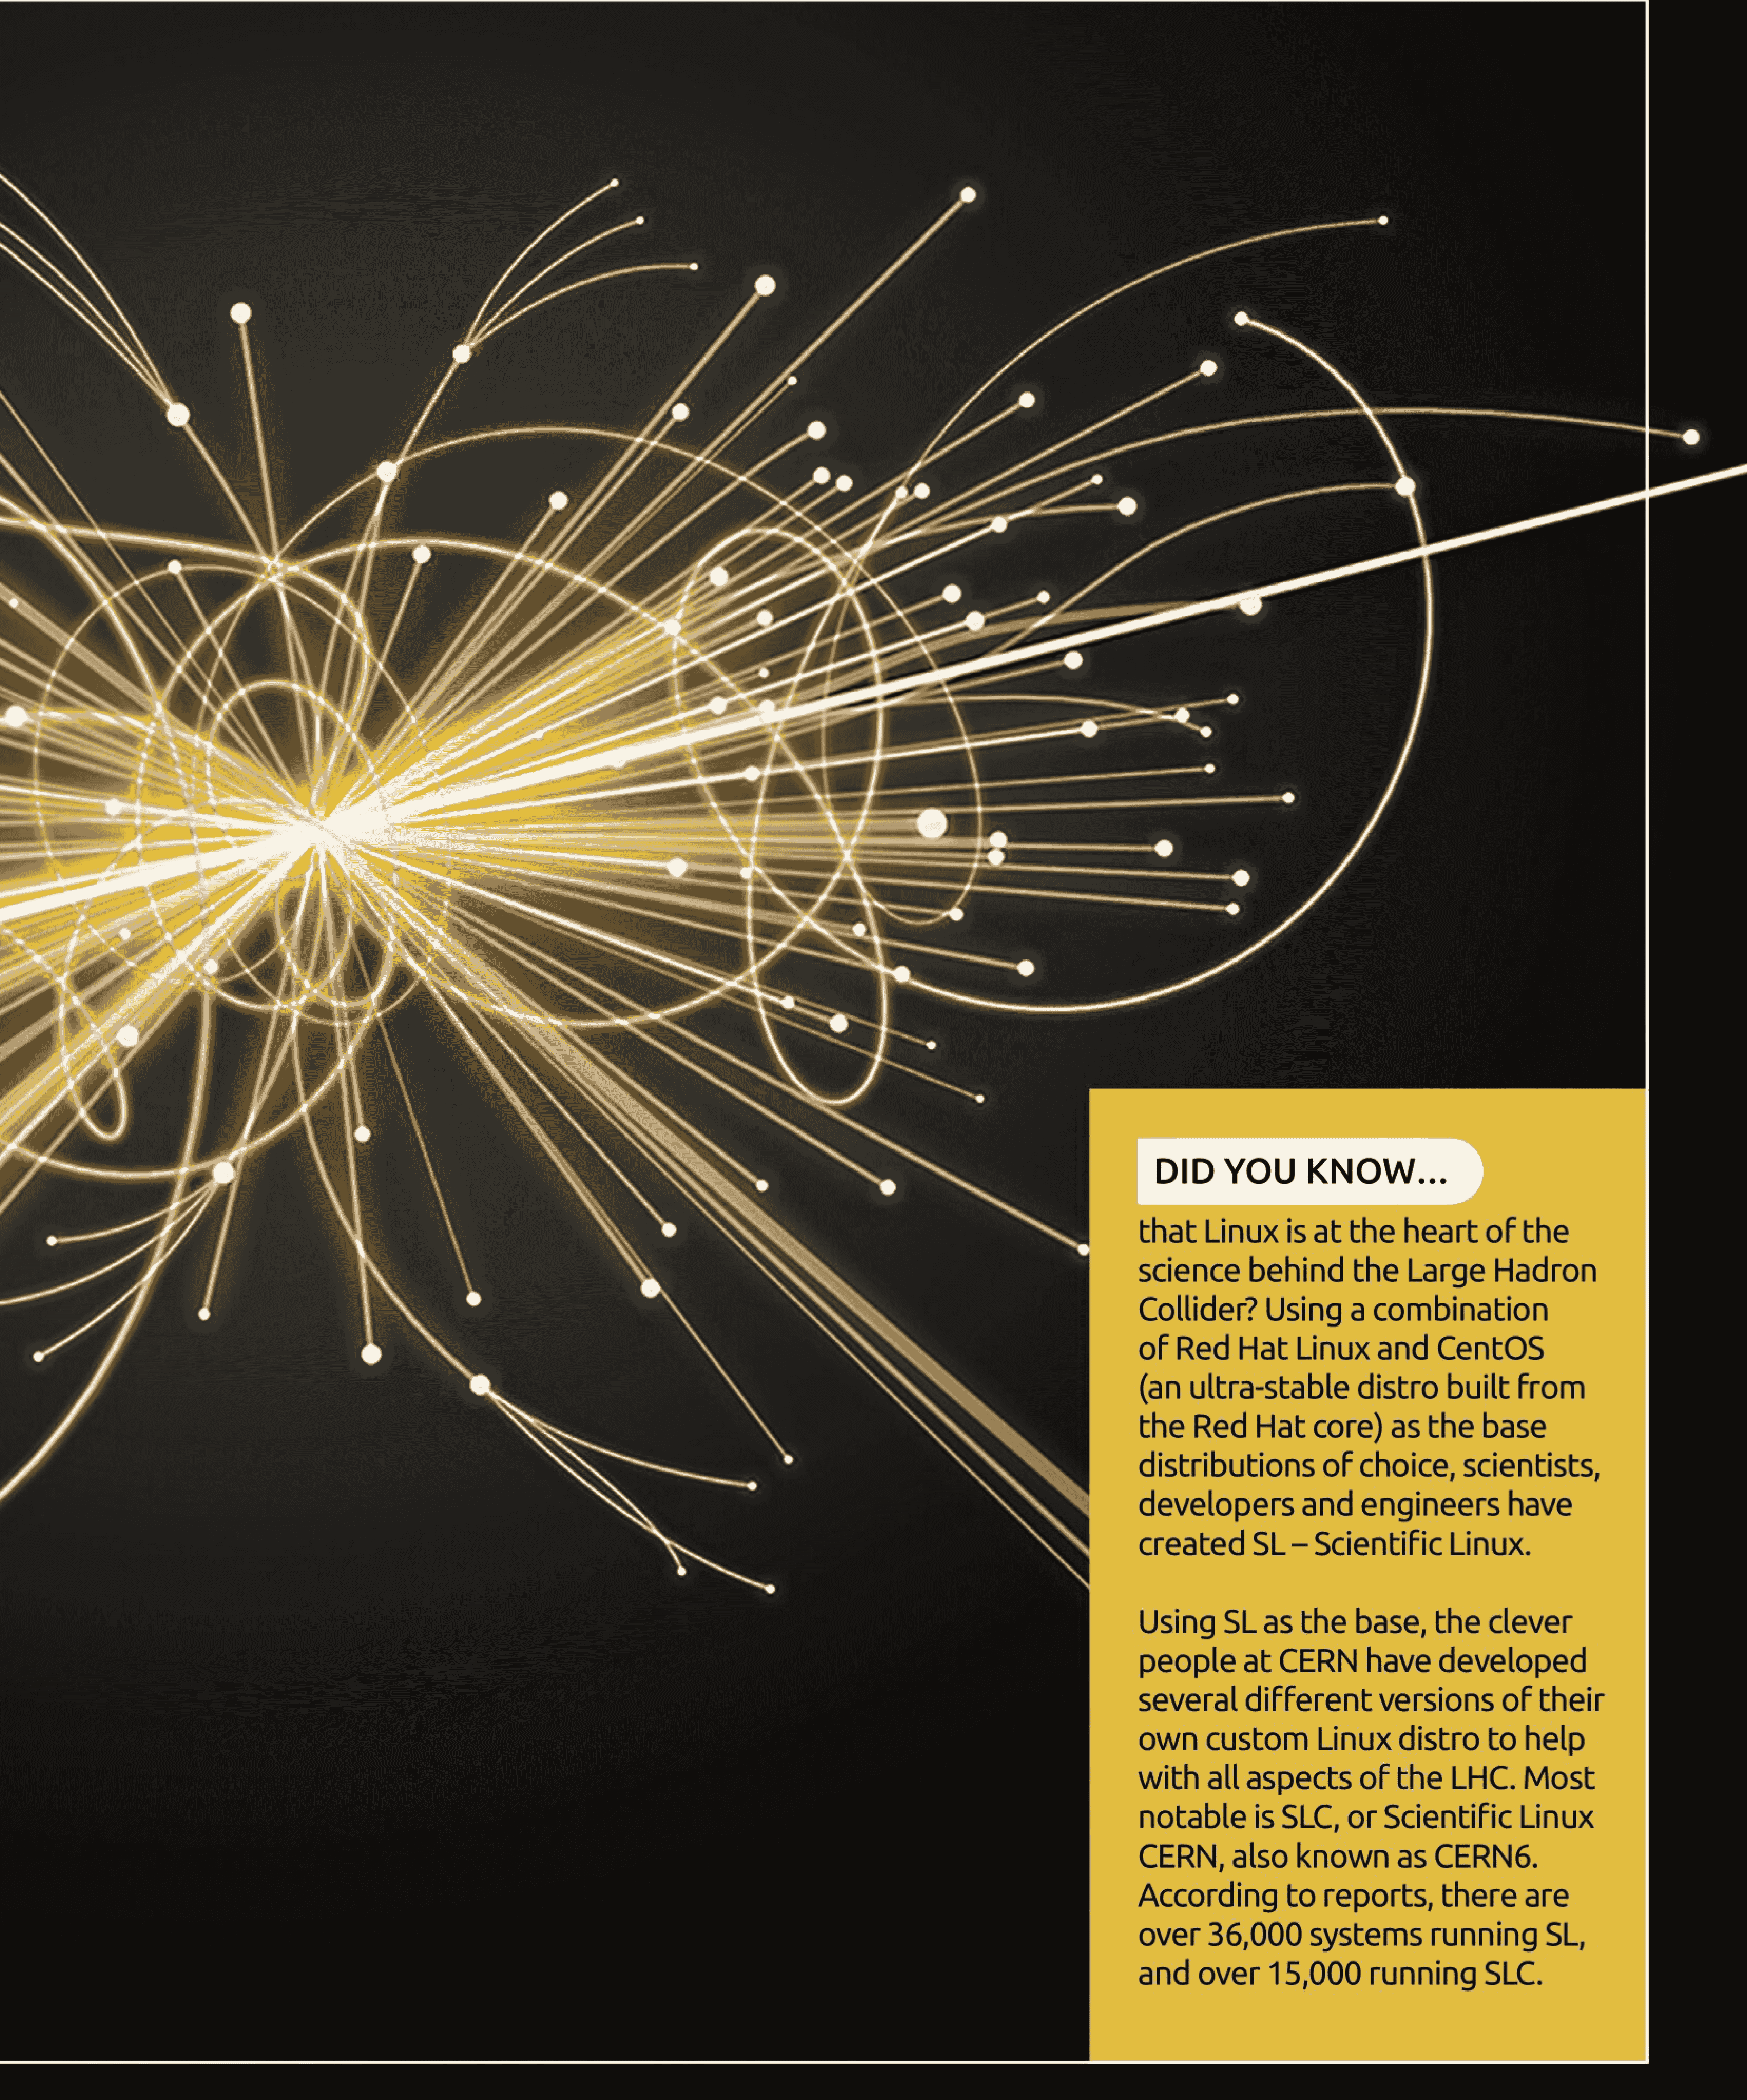 DID YOU KNOW...
that Linux is at the heart of the
science behind the Large Hadron
Collider? Using a combination
of Red Hat Linux and CentOS
(an ultra-stable distro built from
the Red Hat core) as the base
distributions of choice, scientists,
developers and engineers have
created SL – Scientific Linux.
Using SL as the base, the clever
people at CERN have developed
several different versions of their
own custom Linux distro to help
with all aspects of the LHC. Most
notable is SLC, or Scientific Linux
CERN, also known as CERN6.
According to reports, there are
over 36,000 systems running SL,
and over 15,000 running SLC.